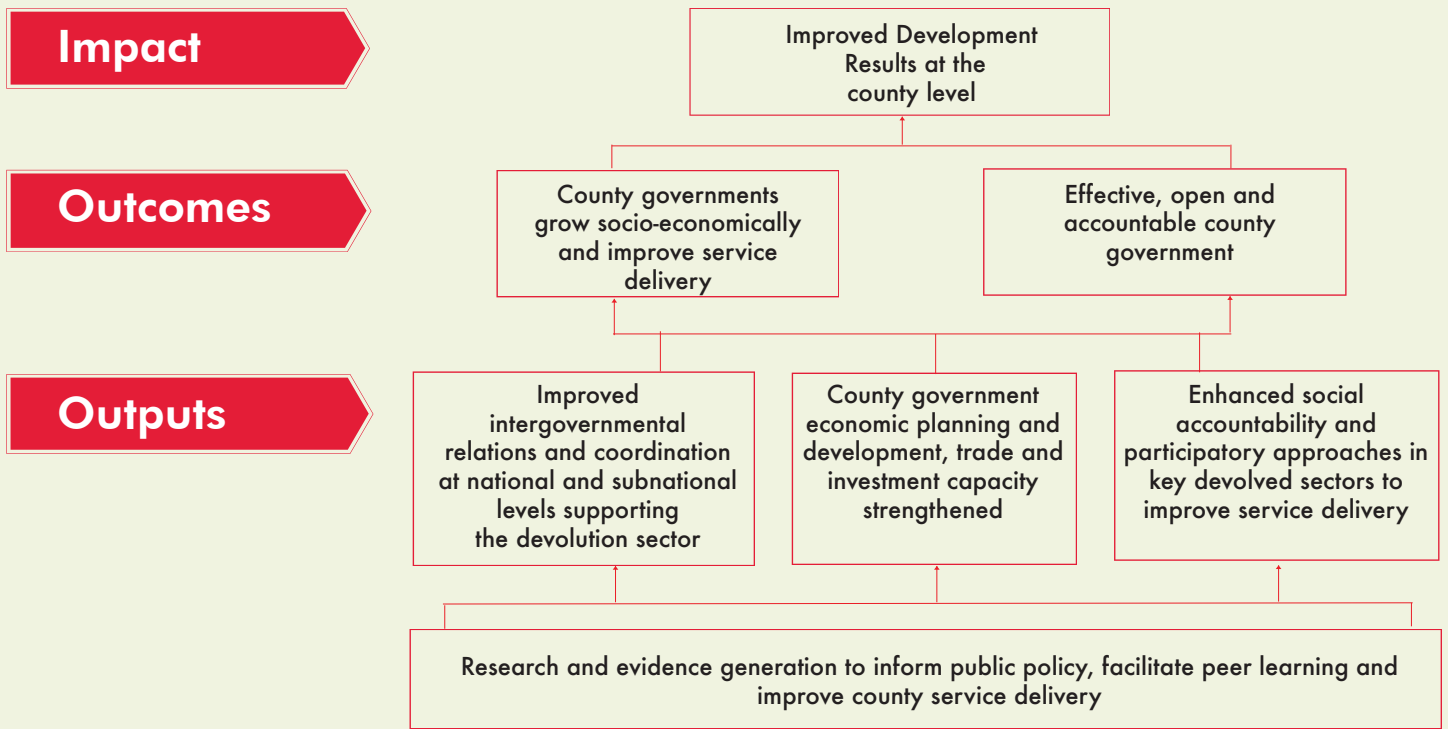 Impact
Improved Development
Results at the
county level
Outcomes
County governments
grow socio-economically
and improve service
delivery
Effective, open and
accountable county
government
Outputs
Improved
intergovernmental
relations and coordination
at national and subnational
levels supporting
the devolution sector
County government
economic planning and
development, trade and
investment capacity
strengthened
Enhanced social
accountability and
participatory approaches in
key devolved sectors to
improve service delivery
Research and evidence generation to inform public policy, facilitate peer learning and
improve county service delivery